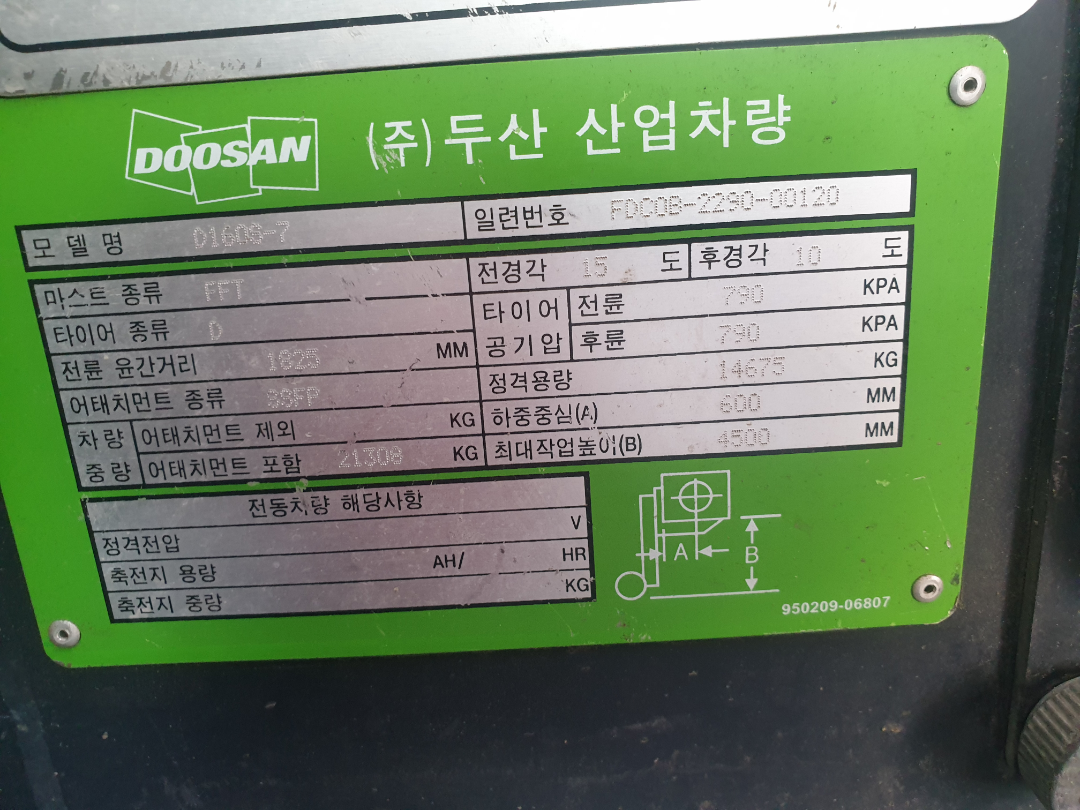 DOOSAN (주)두산 산업차량
모델명 D160S-7 일련번호 FDC0B-2290-00120
마스트 종류 FFT 전경각 15 도 후경각 10 도
타이어 종류 D 타이어 공기압 전륜 790 KPA
전륜 윤간거리 1825 MM 후륜 790 KPA
어태치먼트 종류 SSFP 정격용량 14675 KG
차량 중량 어태치먼트 제외 KG 하중중심(A) 600 MM
어태치먼트 포함 21308 KG 최대작업높이(B) 4500 MM
전동차량 해당사항
정격전압 V
축전지 용량 AH/ HR
축전지 중량 KG
A B
950209-06807